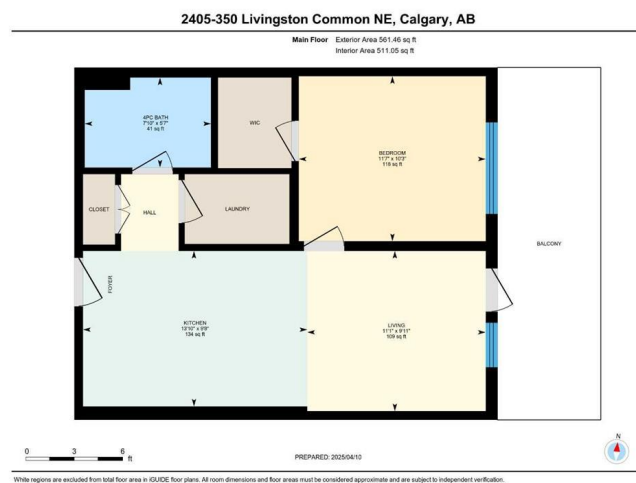 2405-350 Livingston Common NE, Calgary, AB
Main Floor Exterior Area 561.46 sq ft
Interior Area 511.05 sq ft
4PC BATH
7'10" x 5'7"
41 sq ft
WIC
BEDROOM
11'7" x 10'3"
118 sq ft
CLOSET
HALL
LAUNDRY
BALCONY
FOYER
KITCHEN
13'10" x 9'8"
134 sq ft
LIVING
11'1" x 9'11"
109 sq ft
0 3 6
ft
PREPARED: 2025/04/10
N
White regions are excluded from total floor area in iGUIDE floor plans. All room dimensions and floor areas must be considered approximate and are subject to independent verification.